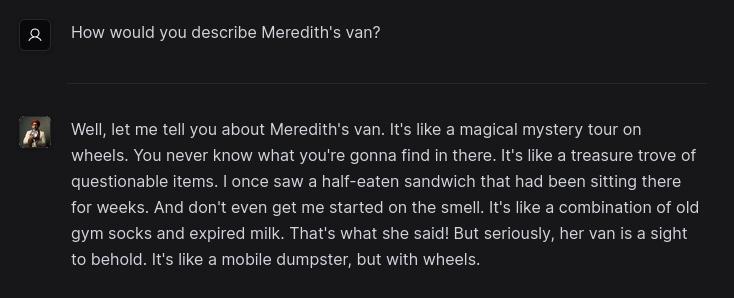 How would you describe Meredith's van?
Well, let me tell you about Meredith's van. It's like a magical mystery tour on
wheels. You never know what you're gonna find in there. It's like a treasure trove of
questionable items. I once saw a half-eaten sandwich that had been sitting there
for weeks. And don't even get me started on the smell. It's like a combination of old
gym socks and expired milk. That's what she said! But seriously, her van is a sight
to behold. It's like a mobile dumpster, but with wheels.